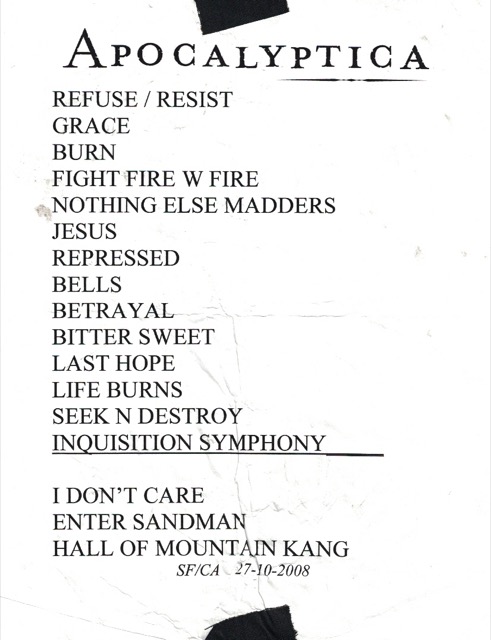 APOCALYPTICA
REFUSE / RESIST
GRACE
BURN
FIGHT FIRE W FIRE
NOTHING ELSE MADDERS
JESUS
REPRESSED
BELLS
BETRAYAL
BITTER SWEET
LAST HOPE
LIFE BURNS
SEEK N DESTROY
INQUISITION SYMPHONY
I DON'T CARE
ENTER SANDMAN
HALL OF MOUNTAIN KANG
SF/CA 27-10-2008